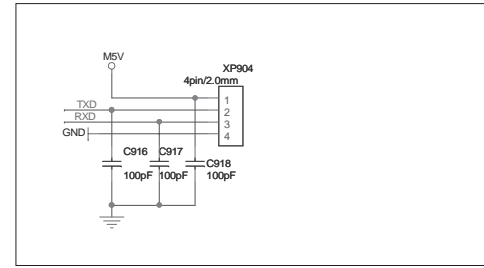 M5V
XP904
4pin/2.0mm
1
TXD
2
RXD
3
GND
4
C916
C917
C918
100pF
100pF
100pF